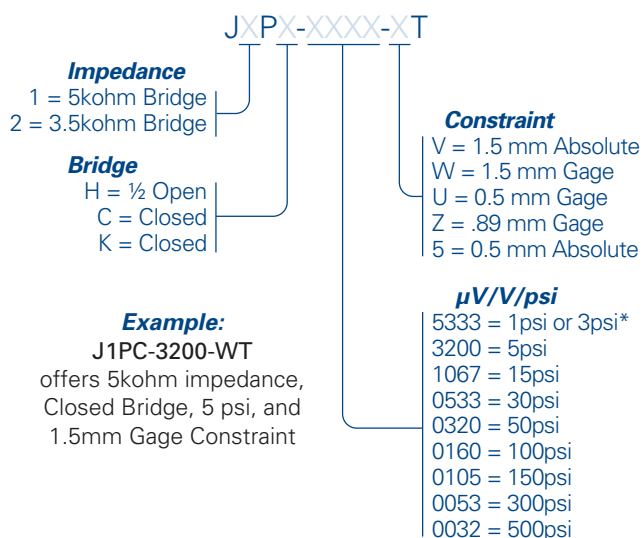 JXPX-XXXX-XT
Impedance
1 = 5kohm Bridge
2 = 3.5kohm Bridge
Bridge
H = ½ Open
C = Closed
K = Closed
Example:
J1PC-3200-WT
offers 5kohm impedance,
Closed Bridge, 5 psi, and
1.5mm Gage Constraint
Constraint
V = 1.5 mm Absolute
W = 1.5 mm Gage
U = 0.5 mm Gage
Z = .89 mm Gage
5 = 0.5 mm Absolute
µV/V/psi
5333 = 1psi or 3psi*
3200 = 5psi
1067 = 15psi
0533 = 30psi
0320 = 50psi
0160 = 100psi
0105 = 150psi
0053 = 300psi
0032 = 500psi